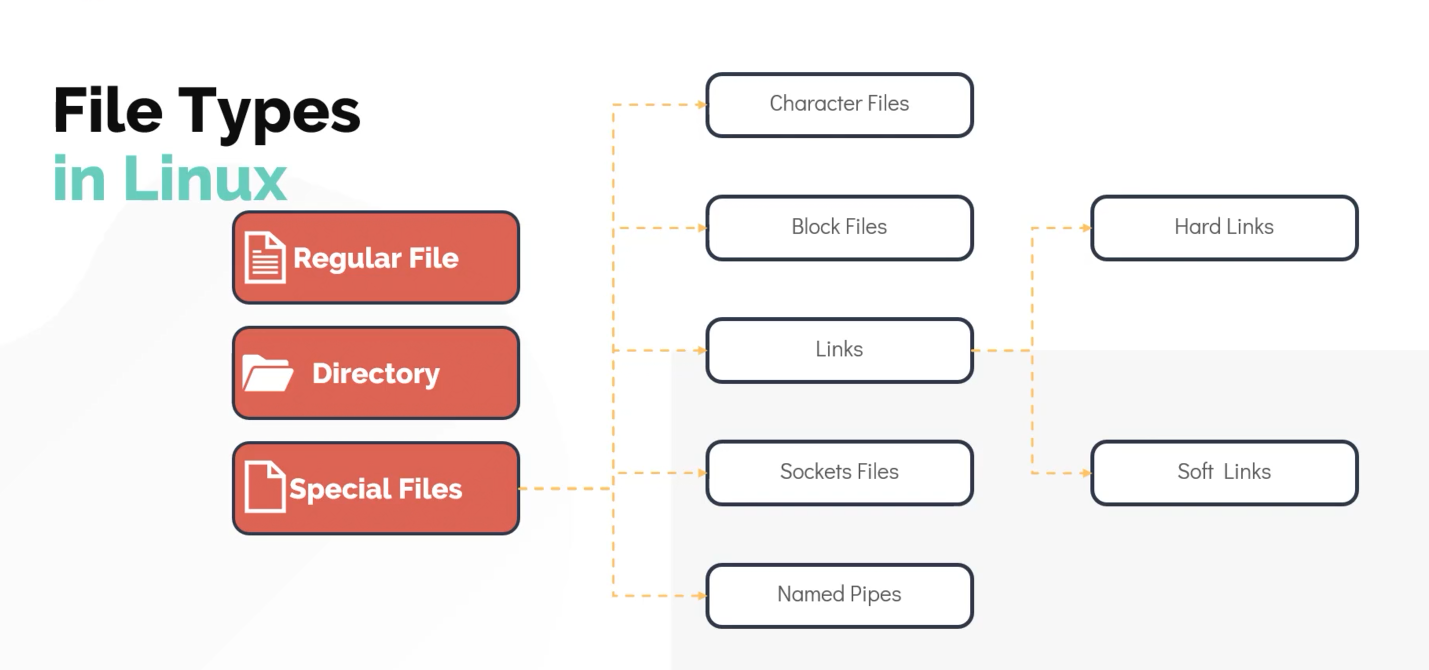 File Types
in Linux
Regular File
Directory
Special Files
Character Files
Block Files
Links
Sockets Files
Named Pipes
Hard Links
Soft Links